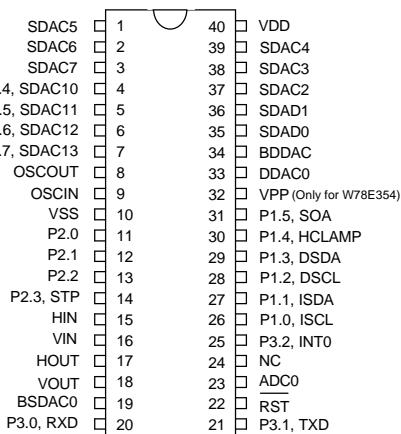 SDAC5 1 40 VDD
SDAC6 2 39 SDAC4
SDAC7 3 38 SDAC3
.4, SDAC10 4 37 SDAC2
.5, SDAC11 5 36 SDAD1
.6, SDAC12 6 35 SDAD0
.7, SDAC13 7 34 BDDAC
OSCOUT 8 33 DDAC0
OSCIN 9 32 VPP (Only for W78E354)
VSS 10 31 P1.5, SOA
P2.0 11 30 P1.4, HCLAMP
P2.1 12 29 P1.3, DSDA
P2.2 13 28 P1.2, DSCL
P2.3, STP 14 27 P1.1, ISDA
HIN 15 26 P1.0, ISCL
VIN 16 25 P3.2, INT0
HOUT 17 24 NC
VOUT 18 23 ADC0
BSDAC0 19 22 RST
P3.0, RXD 20 21 P3.1, TXD